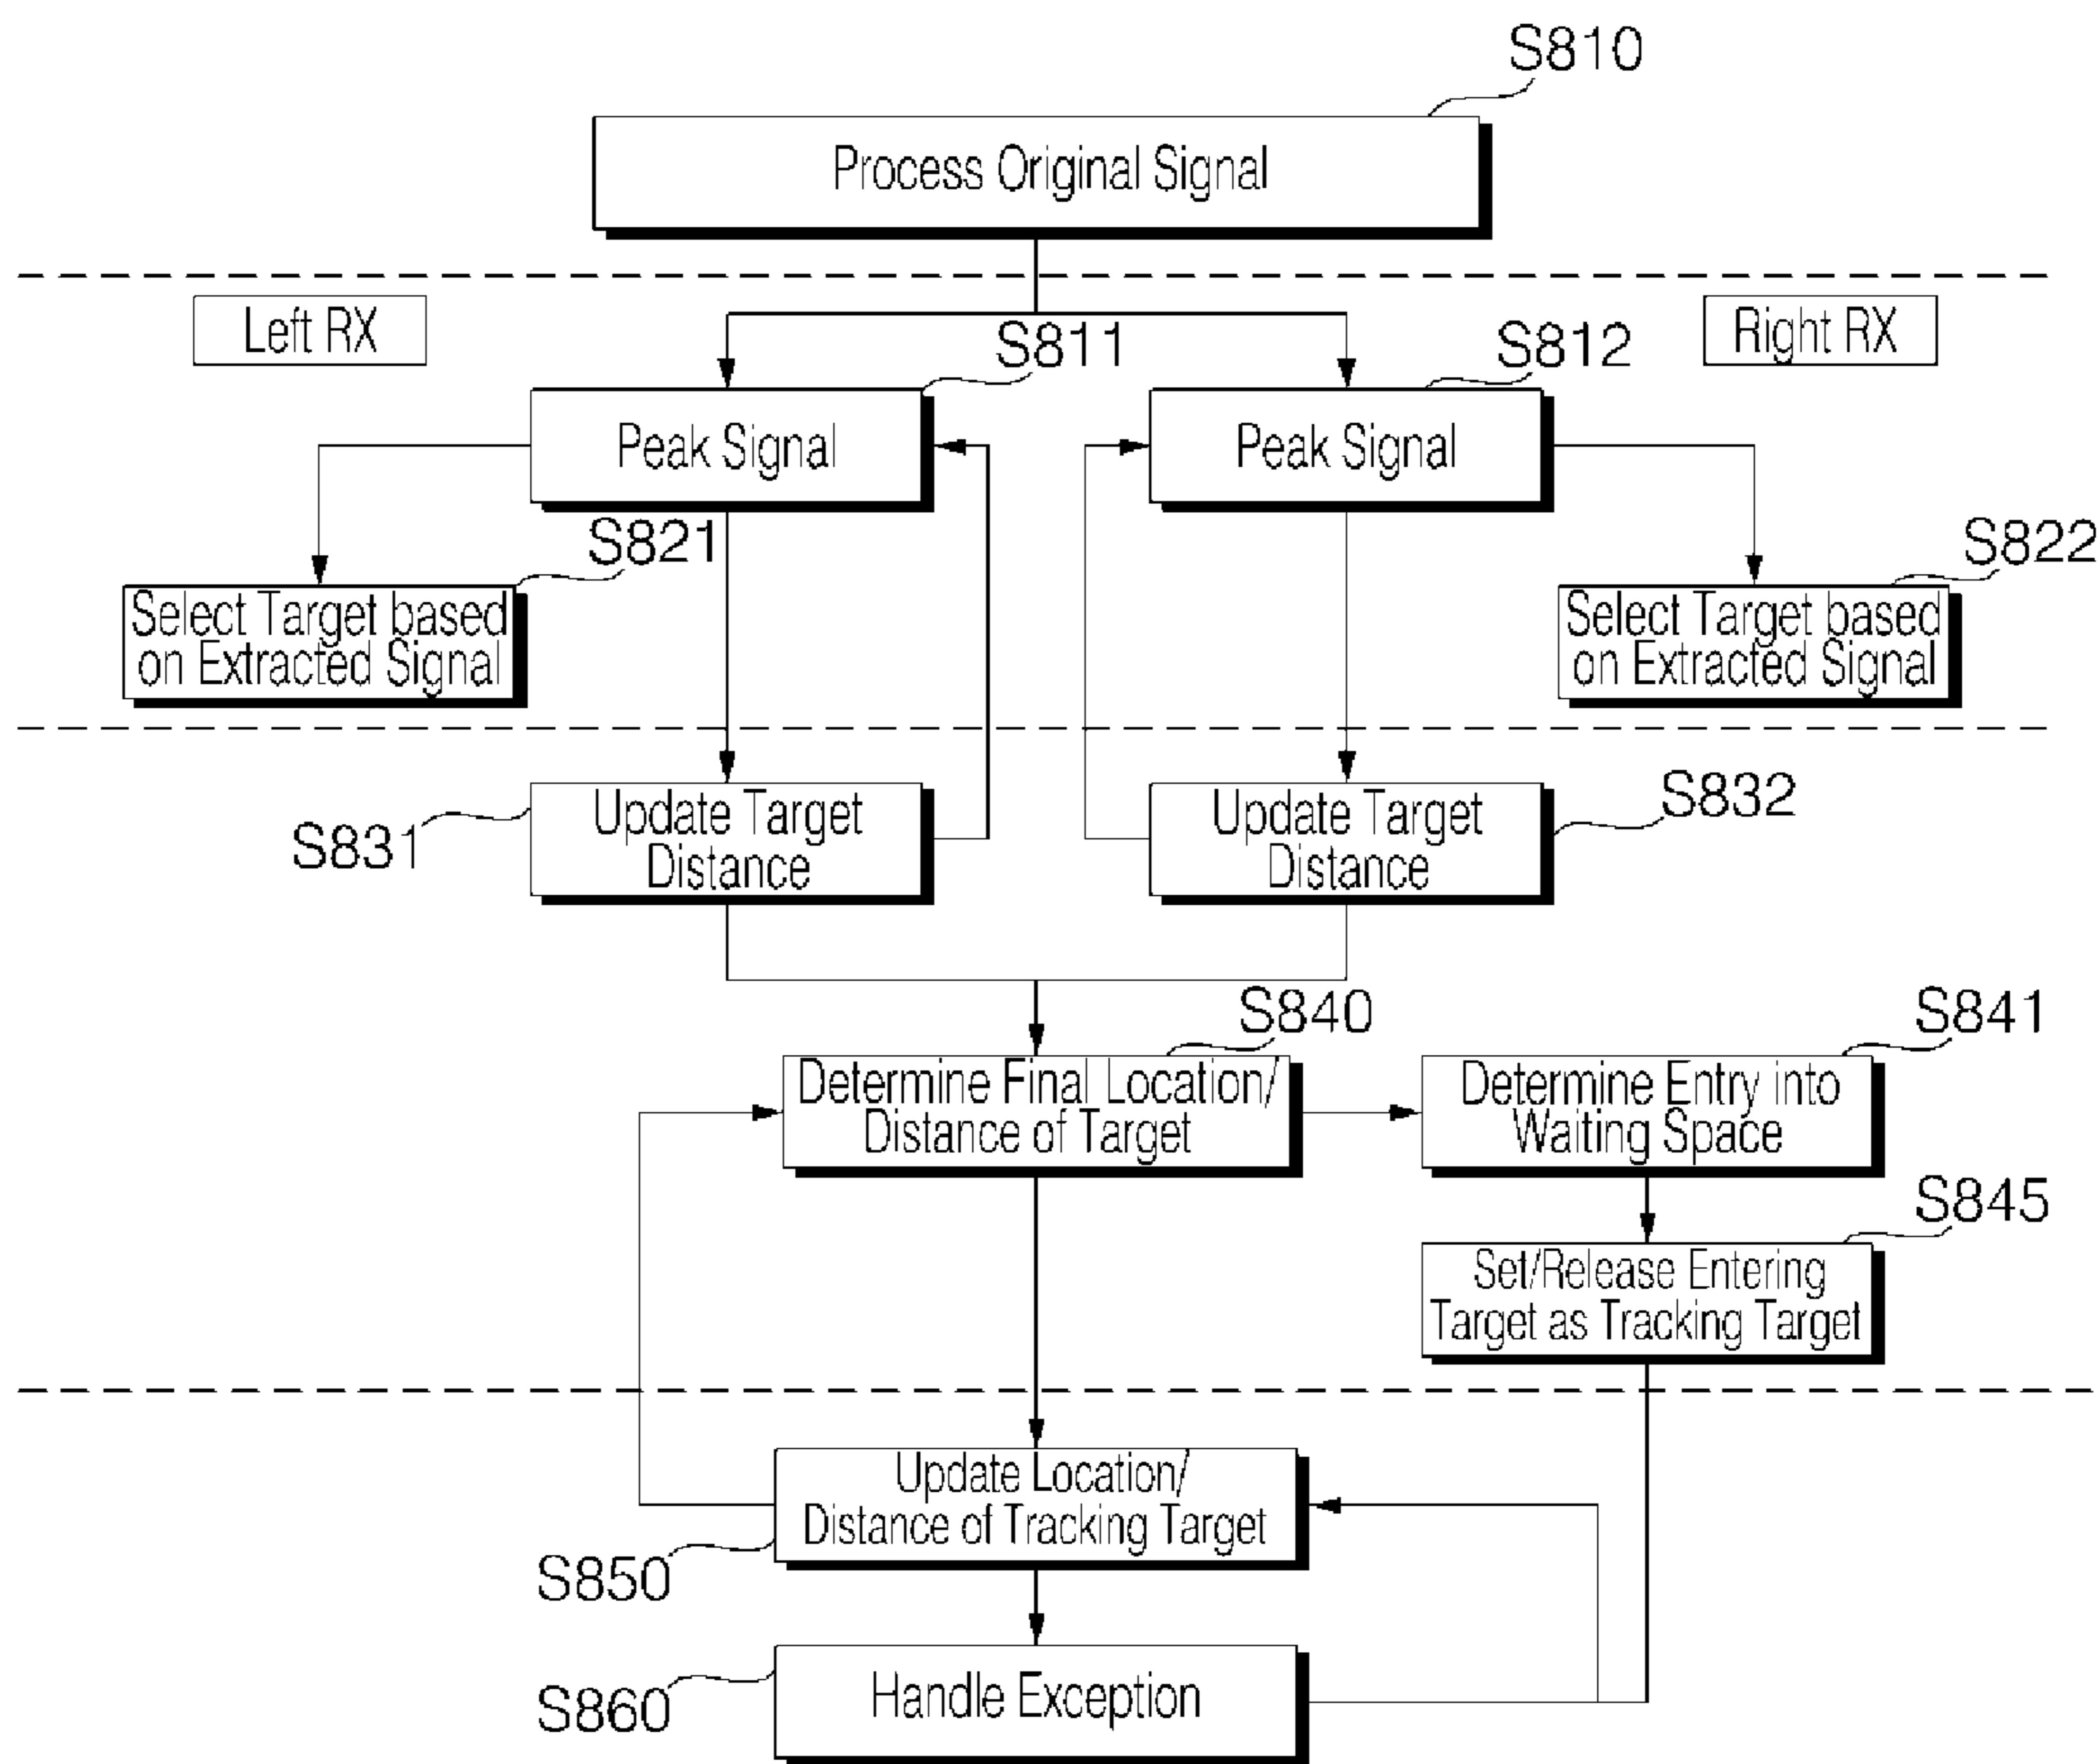 S810
Process Original Signal
Left RX
Right RX
S811
S812
Peak Signal
Peak Signal
S821
S822
Select Target based
on Extracted Signal
Select Target based
on Extracted Signal
S831
Update Target
Distance
Update Target
Distance
S832
S840
S841
Determine Final Location/
Distance of Target
Determine Entry into
Waiting Space
S845
Set/Release Entering
Target as Tracking Target
Update Location/
Distance of Tracking Target
S850
Handle Exception
S860